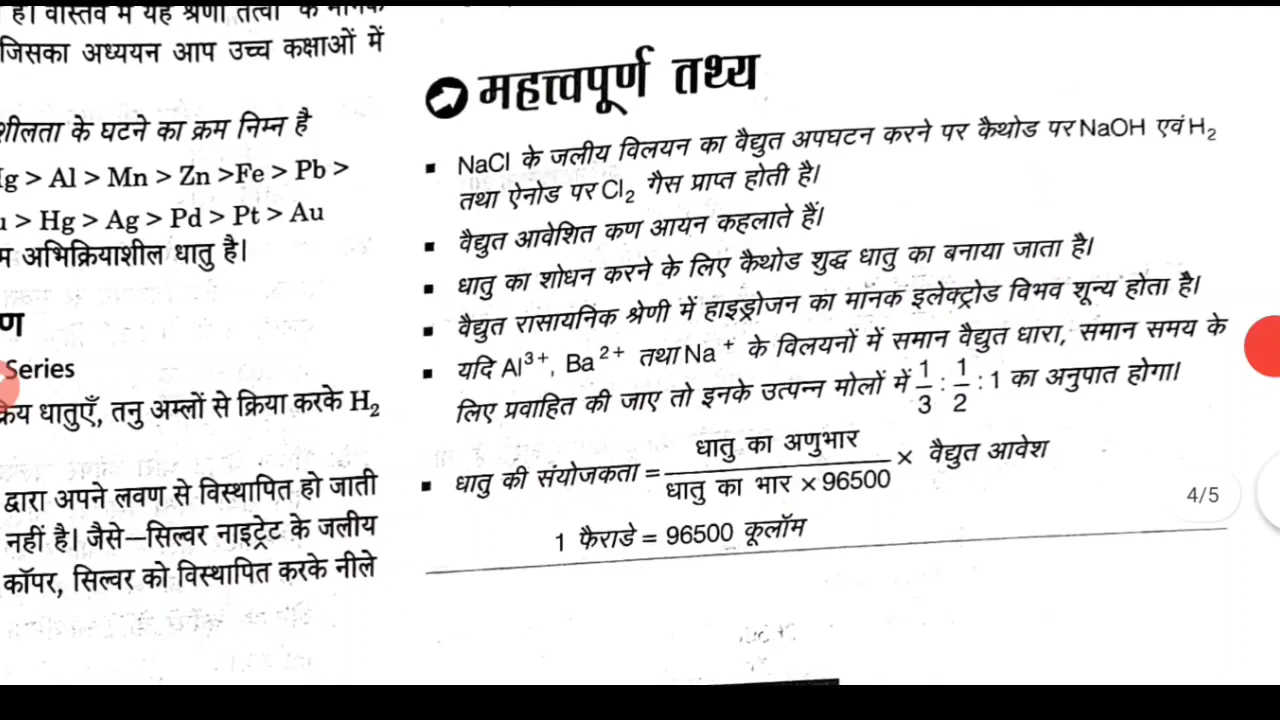 है। वास्तव में यह श्रेणी तत्वों के मानक
जिसका अध्ययन आप उच्च कक्षाओं में
शीलता के घटने का क्रम निम्न है
g > Al > Mn > Zn >Fe > Pb >
> Hg > Ag > Pd > Pt > Au
अभिक्रियाशील धातु है।
ण
Series
क्रिय धातुएँ, तनु अम्लों से क्रिया करके H₂
द्वारा अपने लवण से विस्थापित हो जाती
नहीं है। जैसे—सिल्वर नाइट्रेट के जलीय
कॉपर, सिल्वर को विस्थापित करके नीले
महत्त्वपूर्ण तथ्य
▪ NaCl के जलीय विलयन का वैद्युत अपघटन करने पर कैथोड पर NaOH एवं H₂
तथा ऐनोड पर Cl₂ गैस प्राप्त होती है।
▪ वैद्युत आवेशित कण आयन कहलाते हैं।
▪ धातु का शोधन करने के लिए कैथोड शुद्ध धातु का बनाया जाता है।
▪ वैद्युत रासायनिक श्रेणी में हाइड्रोजन का मानक इलेक्ट्रोड विभव शून्य होता है।
▪ यदि Al³⁺, Ba²⁺ तथा Na⁺ के विलयनों में समान वैद्युत धारा, समान समय के
लिए प्रवाहित की जाए तो इनके उत्पन्न मोलों में 1/3 : 1/2 : 1 का अनुपात होगा।
▪ धातु की संयोजकता = धातु का अणुभार / धातु का भार × 96500 × वैद्युत आवेश
1 फैराडे = 96500 कूलॉम
4/5